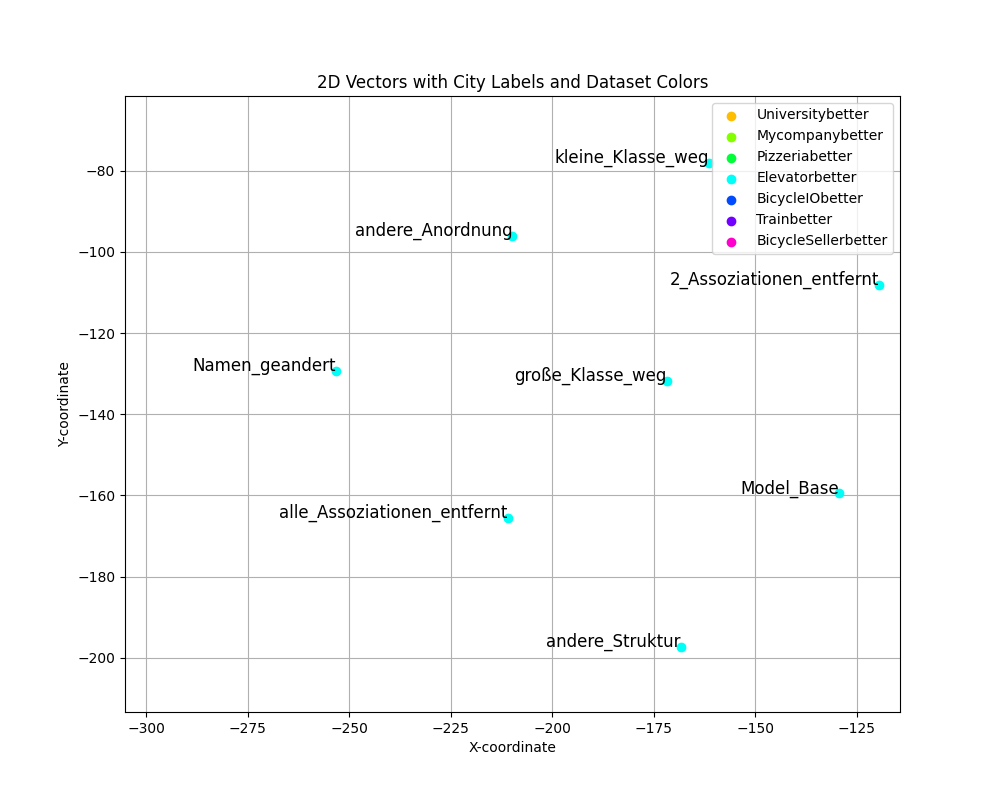 2D Vectors with City Labels and Dataset Colors
Universitybetter
Mycompanybetter
Pizzeriabetter
Elevatorbetter
BicycleIObetter
Trainbetter
BicycleSellerbetter
kleine_Klasse_weg
andere_Anordnung
2_Assoziationen_entfernt
Namen_geandert
große_Klasse_weg
Model_Base
alle_Assoziationen_entfernt
andere_Struktur
Y-coordinate
−80
−100
−120
−140
−160
−180
−200
−300
−275
−250
−225
−200
−175
−150
−125
X-coordinate